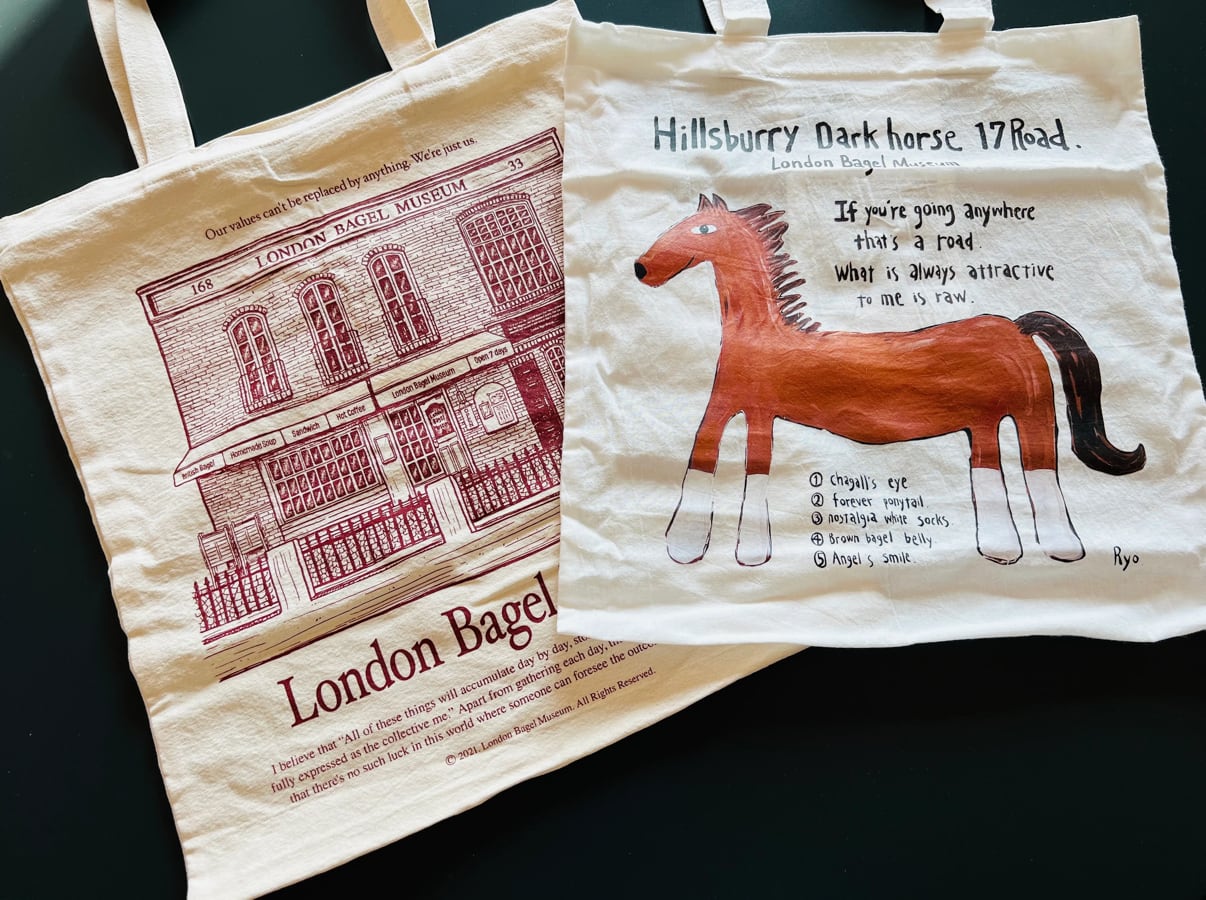 Our values can't be replaced by anything. We're just us.
168 LONDON BAGEL MUSEUM 33
British Bagel Homemade Soup Sandwich Hot Coffee London Bagel Museum Open 7 days
London Bagel
I believe that “All of these things will accumulate day by day,
fully expressed as the collective me.” Apart from gathering each day,
that there's no such luck in this world where someone can foresee the
© 2021. London Bagel Museum. All Rights Reserved.
Hillsburry Dark horse 17 Road.
London Bagel Museum
If you're going anywhere
that's a road.
What is always attractive
to me is raw.
① chagall's eye
② forever ponytail.
③ nostalgia white socks.
④ Brown bagel belly.
⑤ Angel's smile.
Ryo